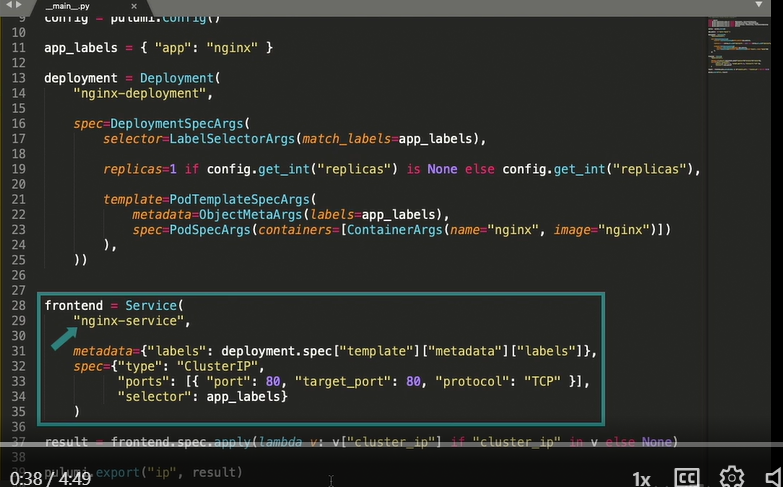 __main__.py ×
9 config = pulumi.Config()
10
11 app_labels = { "app": "nginx" }
12
13 deployment = Deployment(
14 "nginx-deployment",
15
16 spec=DeploymentSpecArgs(
17 selector=LabelSelectorArgs(match_labels=app_labels),
18
19 replicas=1 if config.get_int("replicas") is None else config.get_int("replicas"),
20
21 template=PodTemplateSpecArgs(
22 metadata=ObjectMetaArgs(labels=app_labels),
23 spec=PodSpecArgs(containers=[ContainerArgs(name="nginx", image="nginx")])
24 ),
25 ))
26
27
28 frontend = Service(
29 "nginx-service",
30
31 metadata={"labels": deployment.spec["template"]["metadata"]["labels"]},
32 spec={"type": "ClusterIP",
33 "ports": [{ "port": 80, "target_port": 80, "protocol": "TCP" }],
34 "selector": app_labels}
35 )
36
37 result = frontend.spec.apply(lambda v: v["cluster_ip"] if "cluster_ip" in v else None)
38
39 pulumi.export("ip", result)
0:38 / 4:49 1x CC